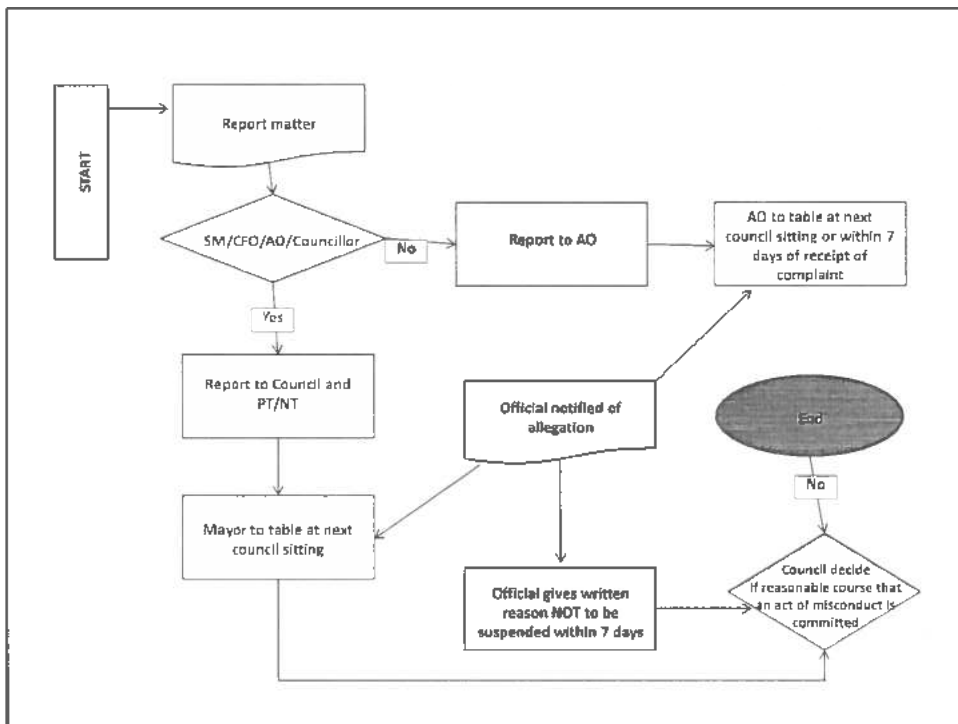 START
Report matter
SM/CFO/AO/Councillor
No
Report to AO
AO to table at next
council sitting or within 7
days of receipt of
complaint
Yes
Report to Council and
PT/NT
Official notified of
allegation
End
No
Mayor to table at next
council sitting
Official gives written
reason NOT to be
suspended within 7 days
Council decide
if reasonable course that
an act of misconduct is
committed